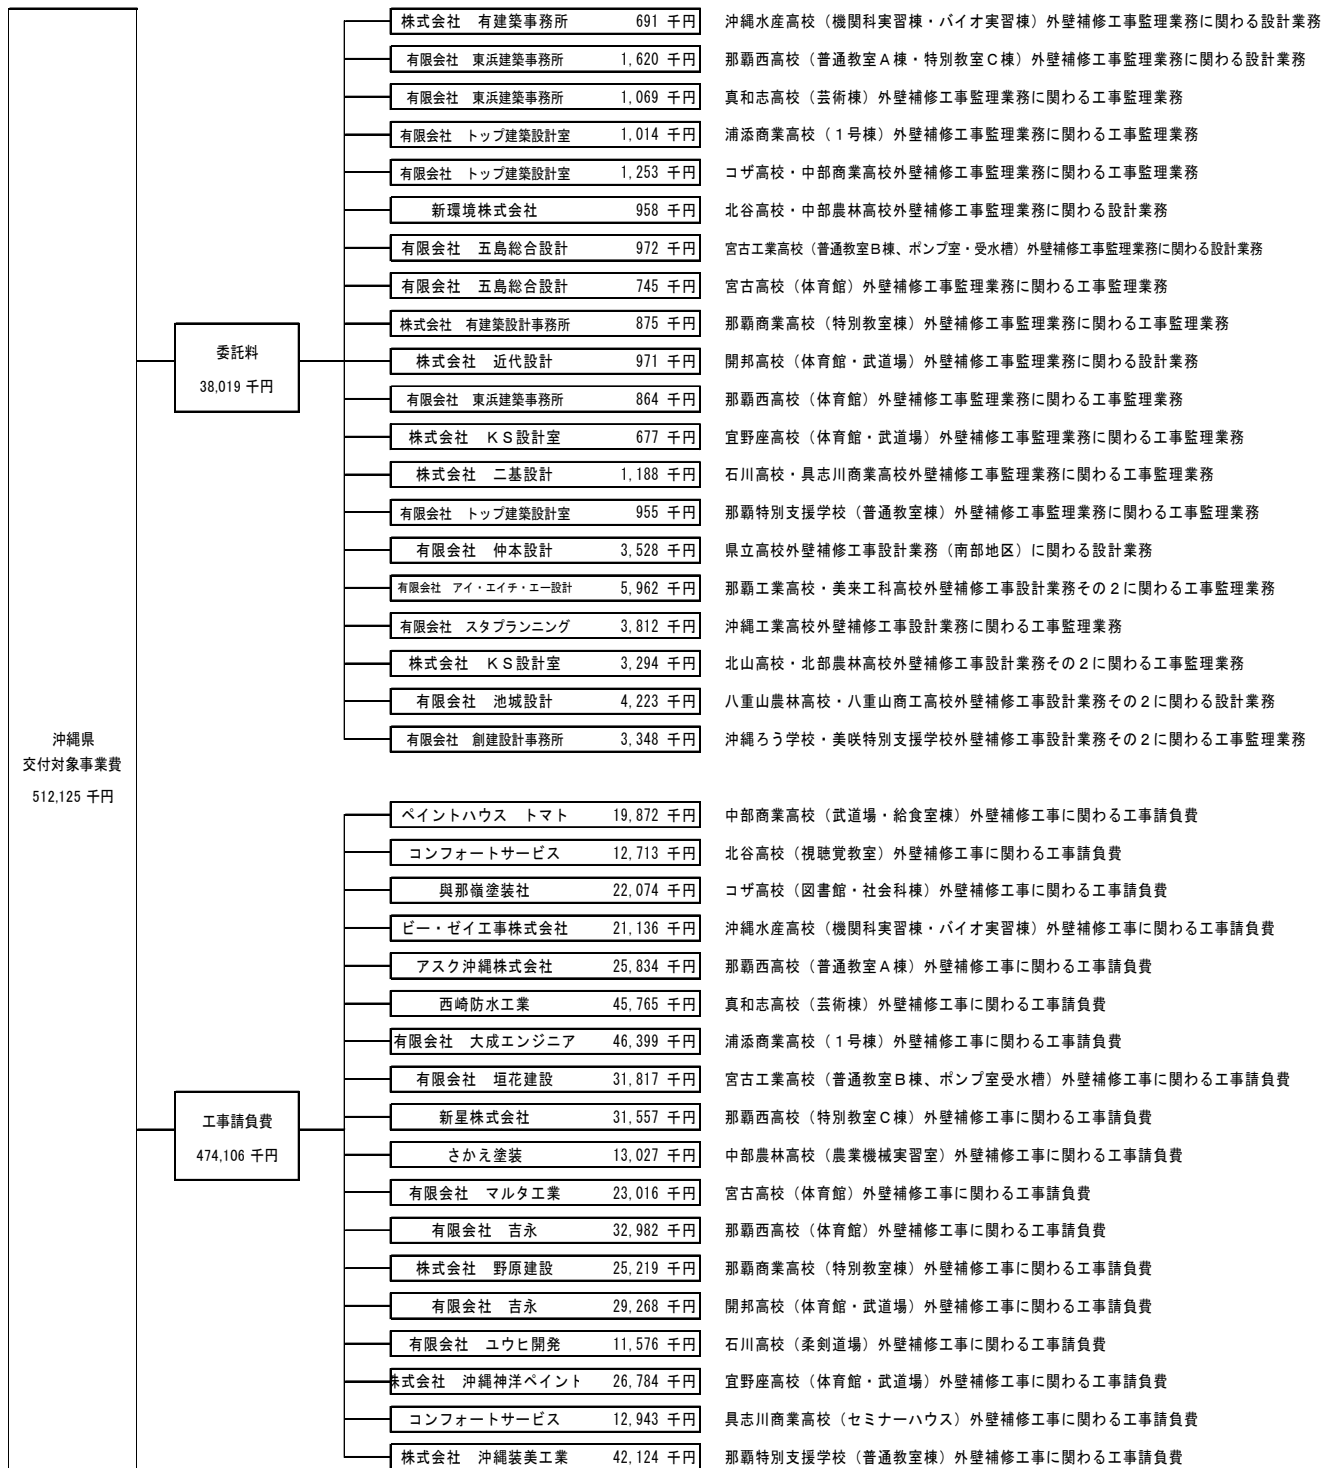 株式会社　有建築事務所　691 千円　沖縄水産高校（機関科実習棟・バイオ実習棟）外壁補修工事監理業務に関わる設計業務
有限会社　東浜建築事務所　1,620 千円　那覇西高校（普通教室Ａ棟・特別教室Ｃ棟）外壁補修工事監理業務に関わる設計業務
有限会社　東浜建築事務所　1,069 千円　真和志高校（芸術棟）外壁補修工事監理業務に関わる工事監理業務
有限会社　トップ建築設計室　1,014 千円　浦添商業高校（１号棟）外壁補修工事監理業務に関わる工事監理業務
有限会社　トップ建築設計室　1,253 千円　コザ高校・中部商業高校外壁補修工事監理業務に関わる工事監理業務
新環境株式会社　958 千円　北谷高校・中部農林高校外壁補修工事監理業務に関わる設計業務
有限会社　五島総合設計　972 千円　宮古工業高校（普通教室Ｂ棟、ポンプ室・受水槽）外壁補修工事監理業務に関わる設計業務
有限会社　五島総合設計　745 千円　宮古高校（体育館）外壁補修工事監理業務に関わる工事監理業務
株式会社　有建築設計事務所　875 千円　那覇商業高校（特別教室棟）外壁補修工事監理業務に関わる工事監理業務
委託料
38,019 千円
株式会社　近代設計　971 千円　開邦高校（体育館・武道場）外壁補修工事監理業務に関わる設計業務
有限会社　東浜建築事務所　864 千円　那覇西高校（体育館）外壁補修工事監理業務に関わる工事監理業務
株式会社　ＫＳ設計室　677 千円　宜野座高校（体育館・武道場）外壁補修工事監理業務に関わる工事監理業務
株式会社　二基設計　1,188 千円　石川高校・具志川商業高校外壁補修工事監理業務に関わる工事監理業務
有限会社　トップ建築設計室　955 千円　那覇特別支援学校（普通教室棟）外壁補修工事監理業務に関わる工事監理業務
有限会社　仲本設計　3,528 千円　県立高校外壁補修工事設計業務（南部地区）に関わる設計業務
有限会社　アイ・エイチ・エー設計　5,962 千円　那覇工業高校・美来工科高校外壁補修工事設計業務その２に関わる工事監理業務
有限会社　スタプランニング　3,812 千円　沖縄工業高校外壁補修工事設計業務に関わる工事監理業務
株式会社　ＫＳ設計室　3,294 千円　北山高校・北部農林高校外壁補修工事設計業務その２に関わる工事監理業務
有限会社　池城設計　4,223 千円　八重山農林高校・八重山商工高校外壁補修工事設計業務その２に関わる設計業務
有限会社　創建設計事務所　3,348 千円　沖縄ろう学校・美咲特別支援学校外壁補修工事設計業務その２に関わる工事監理業務
沖縄県
交付対象事業費
512,125 千円
ペイントハウス　トマト　19,872 千円　中部商業高校（武道場・給食室棟）外壁補修工事に関わる工事請負費
コンフォートサービス　12,713 千円　北谷高校（視聴覚教室）外壁補修工事に関わる工事請負費
與那嶺塗装社　22,074 千円　コザ高校（図書館・社会科棟）外壁補修工事に関わる工事請負費
ビー・ゼイ工事株式会社　21,136 千円　沖縄水産高校（機関科実習棟・バイオ実習棟）外壁補修工事に関わる工事請負費
アスク沖縄株式会社　25,834 千円　那覇西高校（普通教室Ａ棟）外壁補修工事に関わる工事請負費
西崎防水工業　45,765 千円　真和志高校（芸術棟）外壁補修工事に関わる工事請負費
有限会社　大成エンジニア　46,399 千円　浦添商業高校（１号棟）外壁補修工事に関わる工事請負費
有限会社　垣花建設　31,817 千円　宮古工業高校（普通教室Ｂ棟、ポンプ室受水槽）外壁補修工事に関わる工事請負費
工事請負費
474,106 千円
新星株式会社　31,557 千円　那覇西高校（特別教室Ｃ棟）外壁補修工事に関わる工事請負費
さかえ塗装　13,027 千円　中部農林高校（農業機械実習室）外壁補修工事に関わる工事請負費
有限会社　マルタ工業　23,016 千円　宮古高校（体育館）外壁補修工事に関わる工事請負費
有限会社　吉永　32,982 千円　那覇西高校（体育館）外壁補修工事に関わる工事請負費
株式会社　野原建設　25,219 千円　那覇商業高校（特別教室棟）外壁補修工事に関わる工事請負費
有限会社　吉永　29,268 千円　開邦高校（体育館・武道場）外壁補修工事に関わる工事請負費
有限会社　ユウヒ開発　11,576 千円　石川高校（柔剣道場）外壁補修工事に関わる工事請負費
株式会社　沖縄神洋ペイント　26,784 千円　宜野座高校（体育館・武道場）外壁補修工事に関わる工事請負費
コンフォートサービス　12,943 千円　具志川商業高校（セミナーハウス）外壁補修工事に関わる工事請負費
株式会社　沖縄装美工業　42,124 千円　那覇特別支援学校（普通教室棟）外壁補修工事に関わる工事請負費